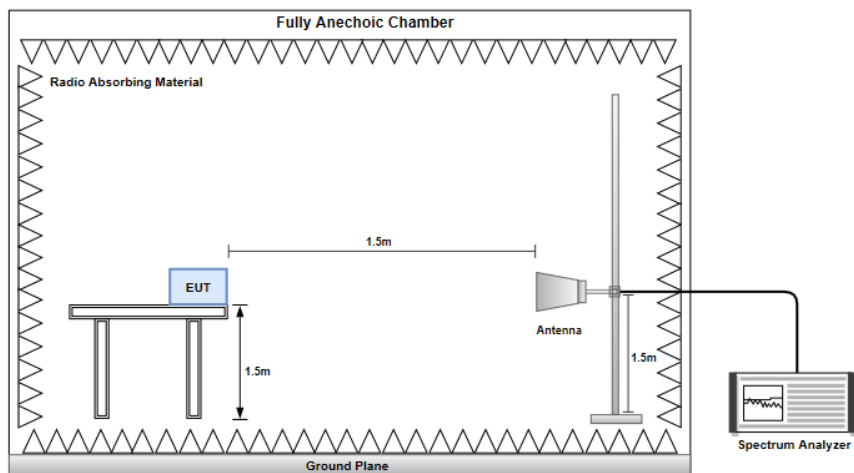 Fully Anechoic Chamber
Radio Absorbing Material
1.5m
EUT
Antenna
1.5m
1.5m
Spectrum Analyzer
Ground Plane